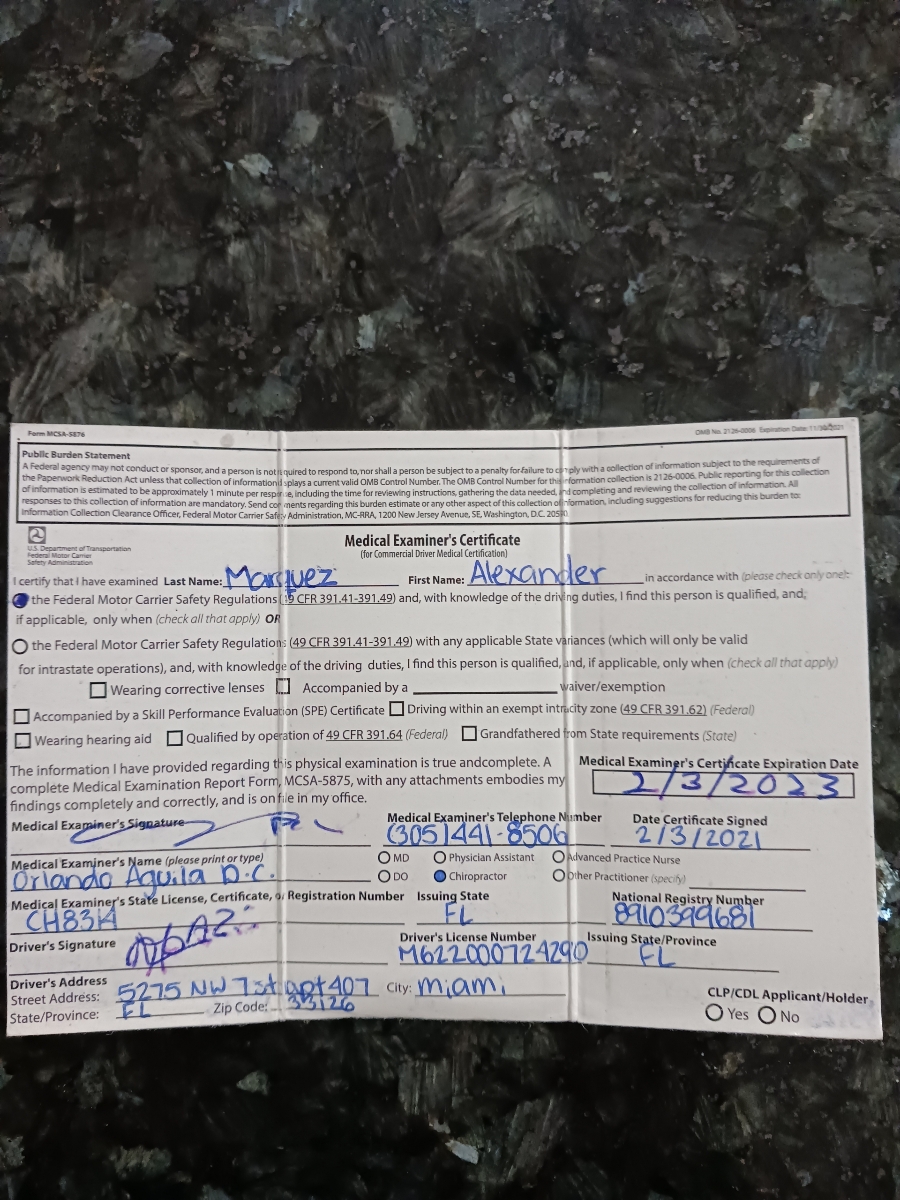 Form MCSA-5876
OMB No. 2126-0006 Expiration Date: 11/30/2021
Public Burden Statement
A Federal agency may not conduct or sponsor, and a person is not required to respond to, nor shall a person be subject to a penalty for failure to comply with a collection of information subject to the requirements of
the Paperwork Reduction Act unless that collection of information displays a current valid OMB Control Number. The OMB Control Number for this information collection is 2126-0006. Public reporting for this collection
of information is estimated to be approximately 1 minute per response, including the time for reviewing instructions, gathering the data needed, and completing and reviewing the collection of information. All
responses to this collection of information are mandatory. Send comments regarding this burden estimate or any other aspect of this collection of information, including suggestions for reducing this burden to:
Information Collection Clearance Officer, Federal Motor Carrier Safety Administration, MC-RRA, 1200 New Jersey Avenue, SE, Washington, D.C. 20590.
U.S. Department of Transportation
Federal Motor Carrier
Safety Administration
Medical Examiner's Certificate
(for Commercial Driver Medical Certification)
I certify that I have examined Last Name: Marquez First Name: Alexander in accordance with (please check only one):
the Federal Motor Carrier Safety Regulations (49 CFR 391.41-391.49) and, with knowledge of the driving duties, I find this person is qualified, and,
if applicable, only when (check all that apply) OR
the Federal Motor Carrier Safety Regulations (49 CFR 391.41-391.49) with any applicable State variances (which will only be valid
for intrastate operations), and, with knowledge of the driving duties, I find this person is qualified, and, if applicable, only when (check all that apply)
Wearing corrective lenses Accompanied by a waiver/exemption
Accompanied by a Skill Performance Evaluation (SPE) Certificate Driving within an exempt intracity zone (49 CFR 391.62) (Federal)
Wearing hearing aid Qualified by operation of 49 CFR 391.64 (Federal) Grandfathered from State requirements (State)
The information I have provided regarding this physical examination is true andcomplete. A
complete Medical Examination Report Form, MCSA-5875, with any attachments embodies my
findings completely and correctly, and is on file in my office.
Medical Examiner's Certificate Expiration Date
2/3/2023
Medical Examiner's Signature
Medical Examiner's Telephone Number
(305)441-8506
Date Certificate Signed
2/3/2021
Medical Examiner's Name (please print or type)
Orlando Aguila D.C.
MD Physician Assistant Advanced Practice Nurse
DO Chiropractor Other Practitioner (specify)
Medical Examiner's State License, Certificate, or Registration Number
CH8314
Issuing State
FL
National Registry Number
8910399681
Driver's Signature
Driver's License Number
M622000724290
Issuing State/Province
FL
Driver's Address
Street Address: 5275 NW 7st apt 407 City: miami
State/Province: FL Zip Code: 33126
CLP/CDL Applicant/Holder
Yes No